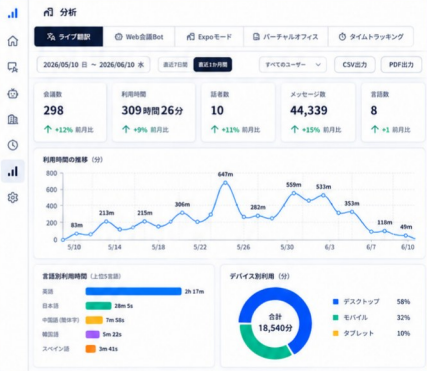 分析
ライブ翻訳 Web会議Bot Expoモード バーチャルオフィス タイムトラッキング
2026/05/10 日 ～ 2026/06/10 水 直近7日間 直近1か月間 すべてのユーザー CSV出力 PDF出力
会議数 利用時間 話者数 メッセージ数 言語数
298 309時間26分 10 44,339 8
+12% 前月比 +9% 前月比 +11% 前月比 +15% 前月比 +1 前月比
利用時間の推移（分）
800
600
400
200
0
83m 213m 215m 306m 647m 282m 559m 533m 353m 116m 49m
5/10 5/14 5/18 5/22 5/26 5/30 6/3 6/7 6/10
言語別利用時間（上位5言語）
英語 2h 17m
日本語 28m 5s
中国語 (簡体字) 7m 58s
韓国語 5m 22s
スペイン語 3m 41s
デバイス別利用（分）
合計
18,540分
デスクトップ 58%
モバイル 32%
タブレット 10%